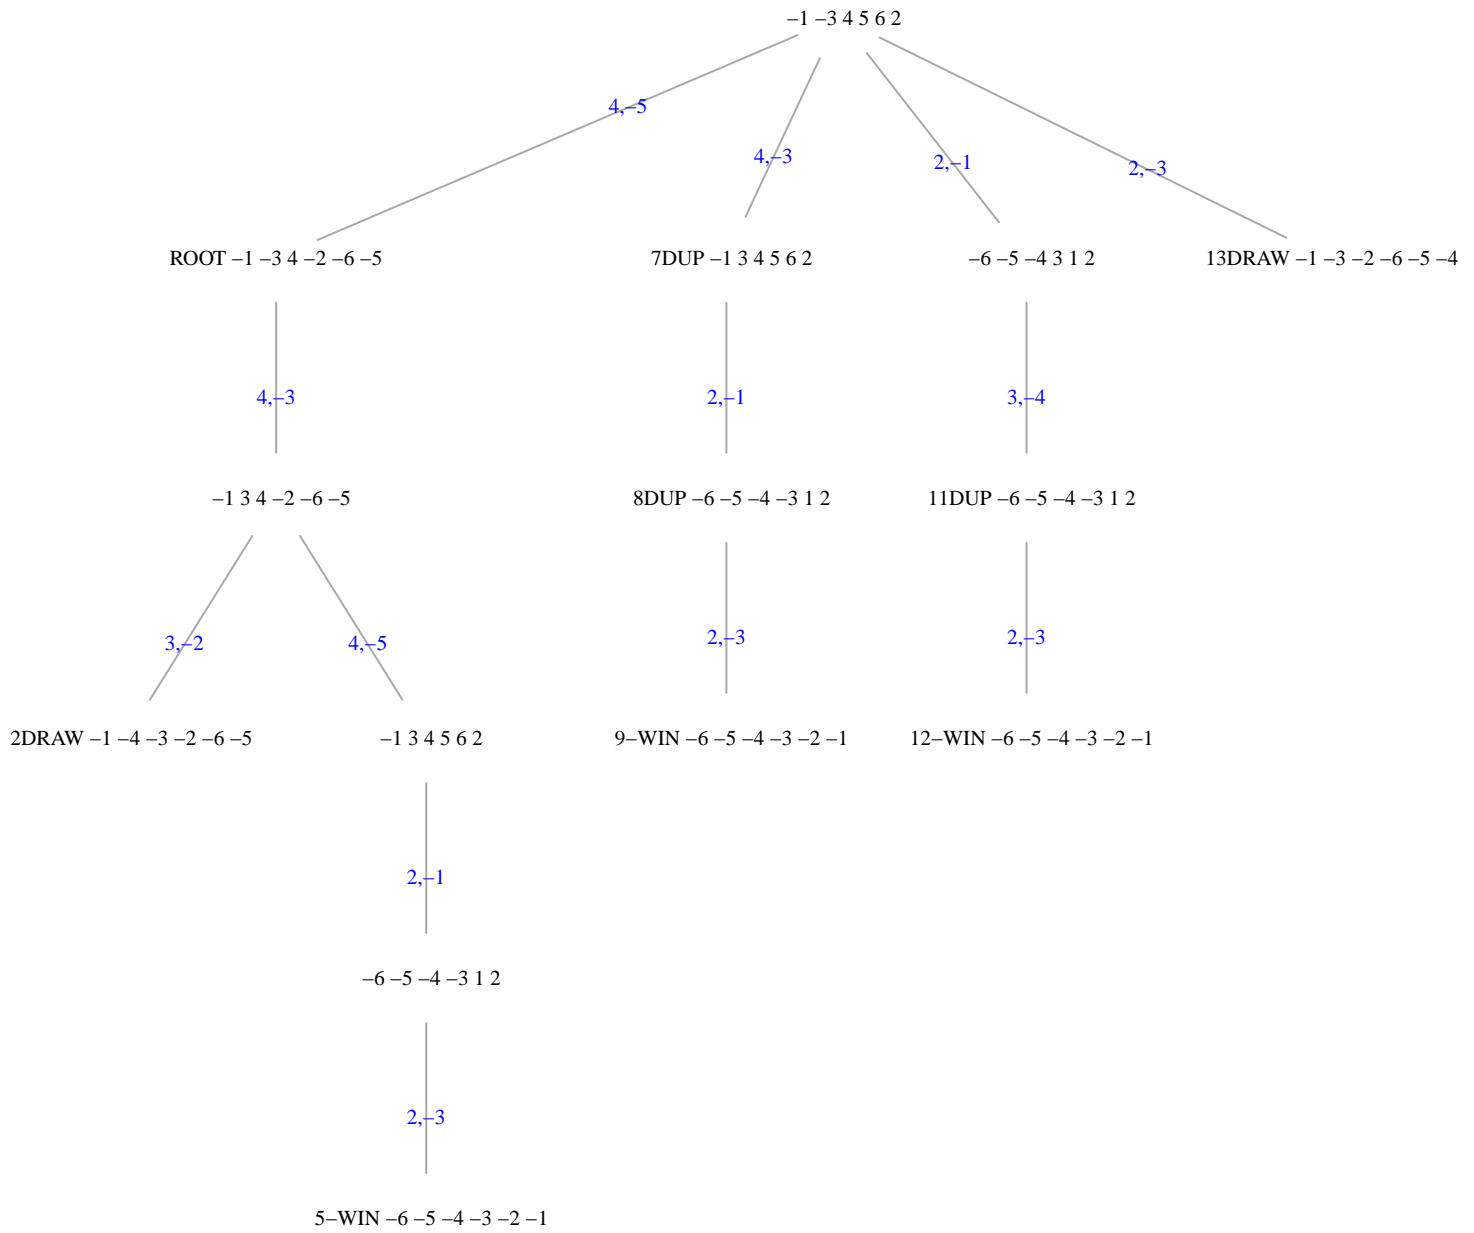 –1 –3 4 5 6 2
4,–5
4,–3
2,–1
2,–3
ROOT –1 –3 4 –2 –6 –5
7DUP –1 3 4 5 6 2
–6 –5 –4 3 1 2
13DRAW –1 –3 –2 –6 –5 –4
4,–3
2,–1
3,–4
–1 3 4 –2 –6 –5
8DUP –6 –5 –4 –3 1 2
11DUP –6 –5 –4 –3 1 2
3,–2
4,–5
2,–3
2,–3
2DRAW –1 –4 –3 –2 –6 –5
–1 3 4 5 6 2
9–WIN –6 –5 –4 –3 –2 –1
12–WIN –6 –5 –4 –3 –2 –1
2,–1
–6 –5 –4 –3 1 2
2,–3
5–WIN –6 –5 –4 –3 –2 –1